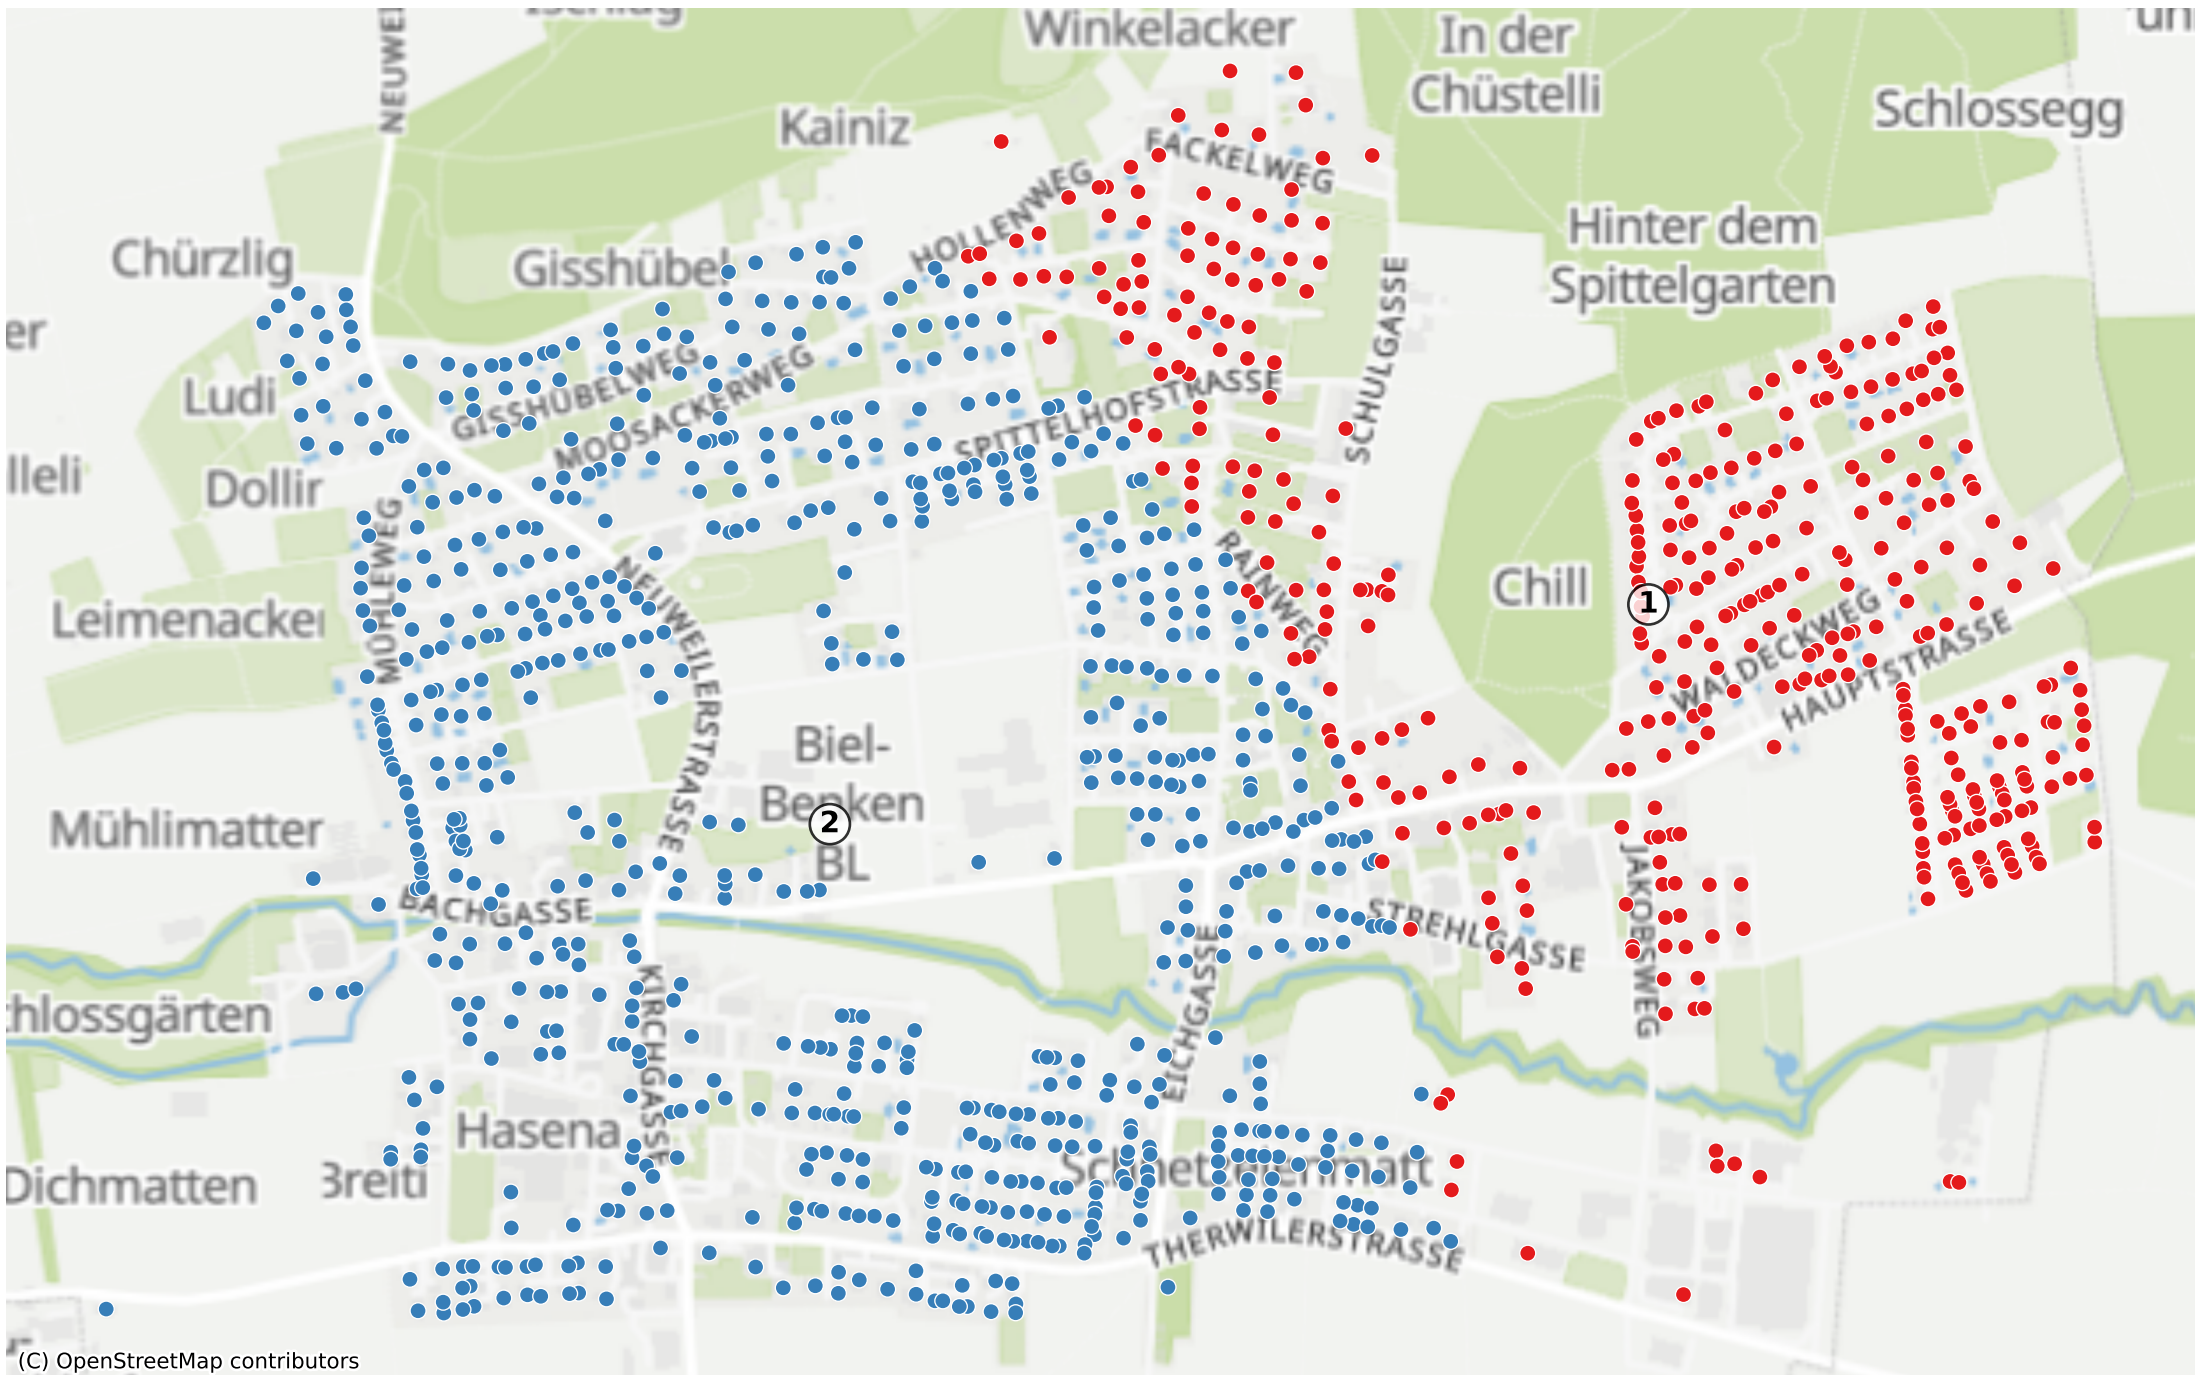 Winkelacker
In der
Chüstelli
Schlossegg
Kainiz
FACKELWEG
HOLLENWEG
Chürzlig
Gisshübel
Hinter dem
Spittelgarten
SCHULGASSE
GISSHÜBELWEG
MOOSACKERWEG
SPITTELHOFSTRASSE
Ludi
Dollir
MÜHLEWEG
NEUWEILERSTRASSE
RAINWEG
Leimenacker
Chill
1
WALDECKWEG
HAUPTSTRASSE
Biel-
Benken
BL
2
Mühlimatter
BACHGASSE
JAKOBSWEG
STREHLGASSE
EICHGASSE
KIRCHGASSE
chlossgärten
Hasena
Dichmatten
THERWILERSTRASSE
(C) OpenStreetMap contributors